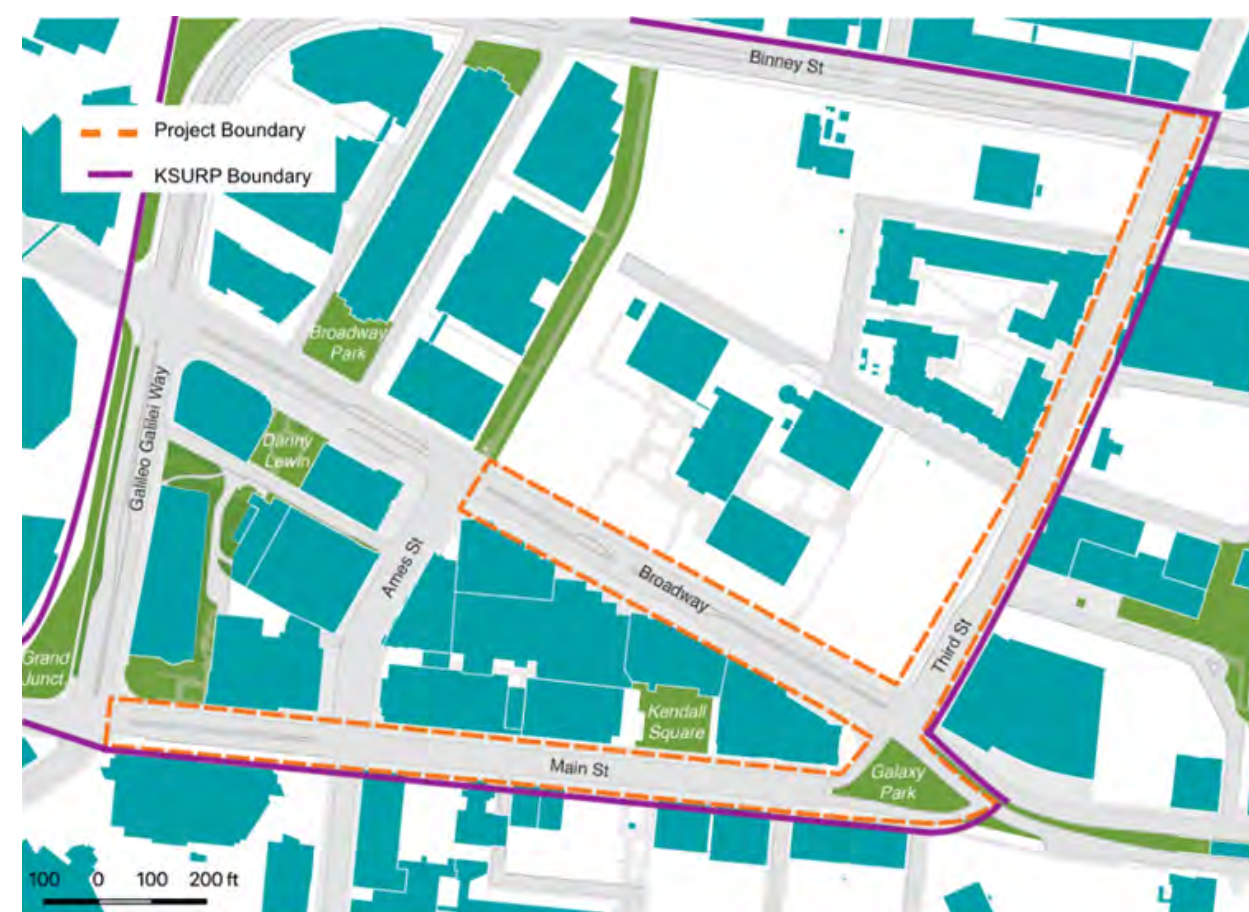 Binney St
Project Boundary
KSURP Boundary
Broadway
Park
Galileo Galilei Way
Danny
Lewin
Ames St
Broadway
Third St
Grand
Junct
Kendall
Square
Main St
Galaxy
Park
100 0 100 200 ft